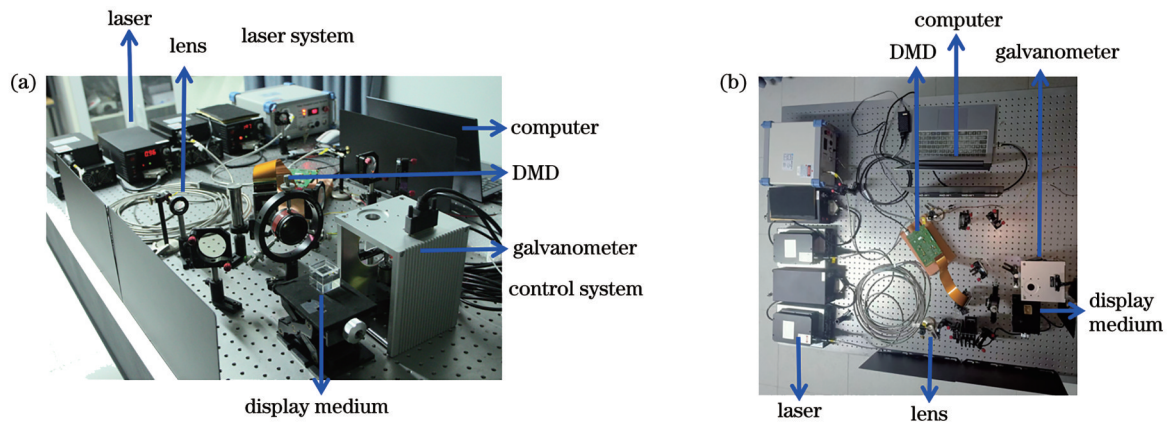 laser
lens
laser system
(a)
computer
DMD
galvanometer
control system
display medium
computer
DMD
galvanometer
(b)
display
medium
laser
lens